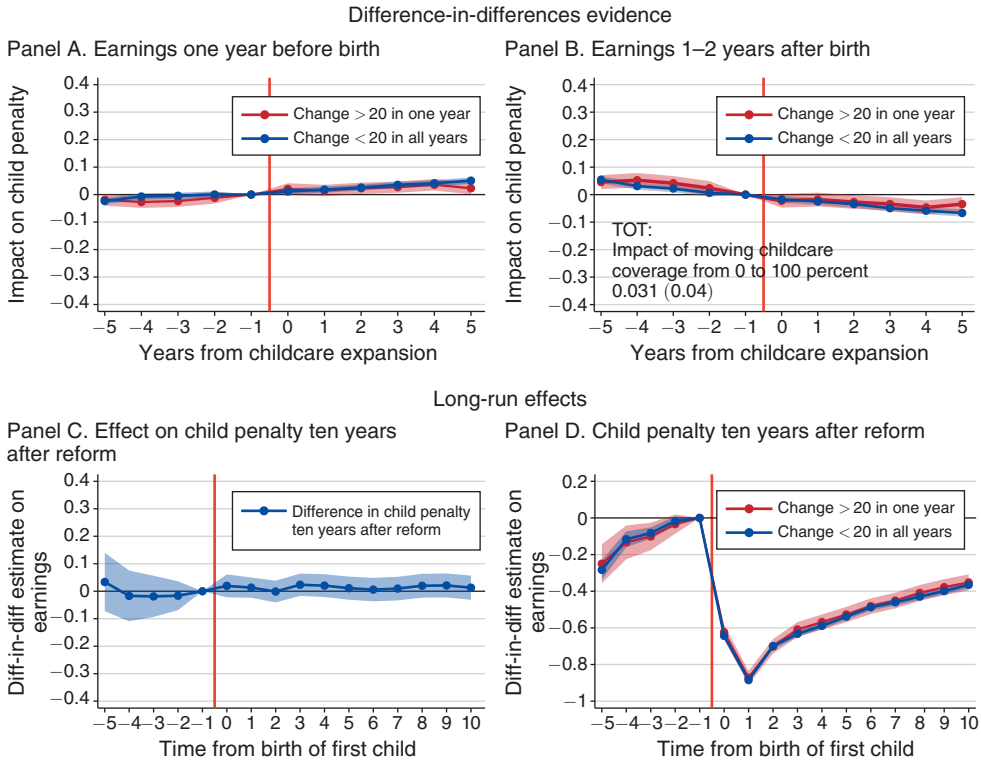 Difference-in-differences evidence
Panel A. Earnings one year before birth
Impact on child penalty
0.4
0.3
0.2
0.1
0
−0.1
−0.2
−0.3
−0.4
Change > 20 in one year
Change < 20 in all years
−5 −4 −3 −2 −1 0 1 2 3 4 5
Years from childcare expansion
Panel B. Earnings 1–2 years after birth
Impact on child penalty
0.4
0.3
0.2
0.1
0
−0.1
−0.2
−0.3
−0.4
Change > 20 in one year
Change < 20 in all years
TOT:
Impact of moving childcare
coverage from 0 to 100 percent
0.031 (0.04)
−5 −4 −3 −2 −1 0 1 2 3 4 5
Years from childcare expansion
Long-run effects
Panel C. Effect on child penalty ten years
after reform
Diff-in-diff estimate on
earnings
0.4
0.3
0.2
0.1
0
−0.1
−0.2
−0.3
−0.4
Difference in child penalty
ten years after reform
−5 −4 −3 −2 −1 0 1 2 3 4 5 6 7 8 9 10
Time from birth of first child
Panel D. Child penalty ten years after reform
Diff-in-diff estimate on
earnings
0.2
0
−0.2
−0.4
−0.6
−0.8
−1
Change > 20 in one year
Change < 20 in all years
−5 −4 −3 −2 −1 0 1 2 3 4 5 6 7 8 9 10
Time from birth of first child